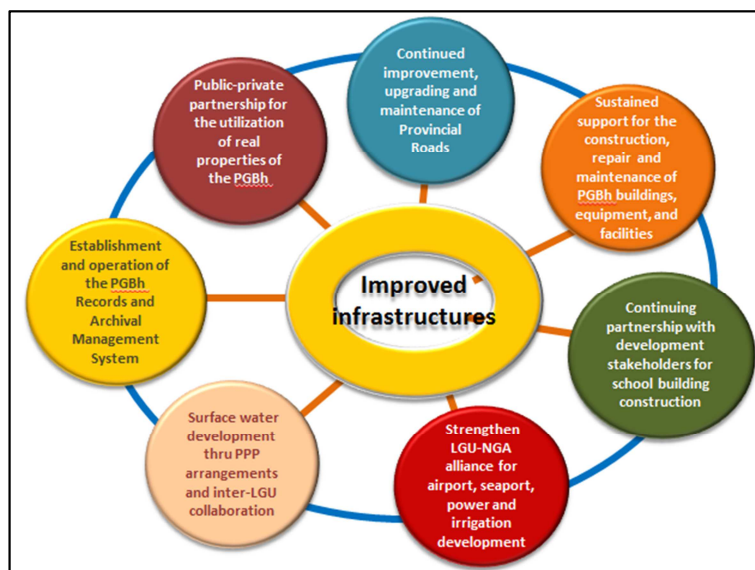 Continued
improvement,
upgrading and
maintenance of
Provincial
Roads
Sustained
support for the
construction,
repair and
maintenance of
PGBh buildings,
equipment, and
facilities
Continuing
partnership with
development
stakeholders for
school building
construction
Strengthen
LGU-NGA
alliance for
airport, seaport,
power and
irrigation
development
Surface water
development
thru PPP
arrangements
and inter-LGU
collaboration
Establishment
and operation of
the PGBh
Records and
Archival
Management
System
Public-private
partnership for
the utilization
of real
properties of
the PGBh
Improved
infrastructures